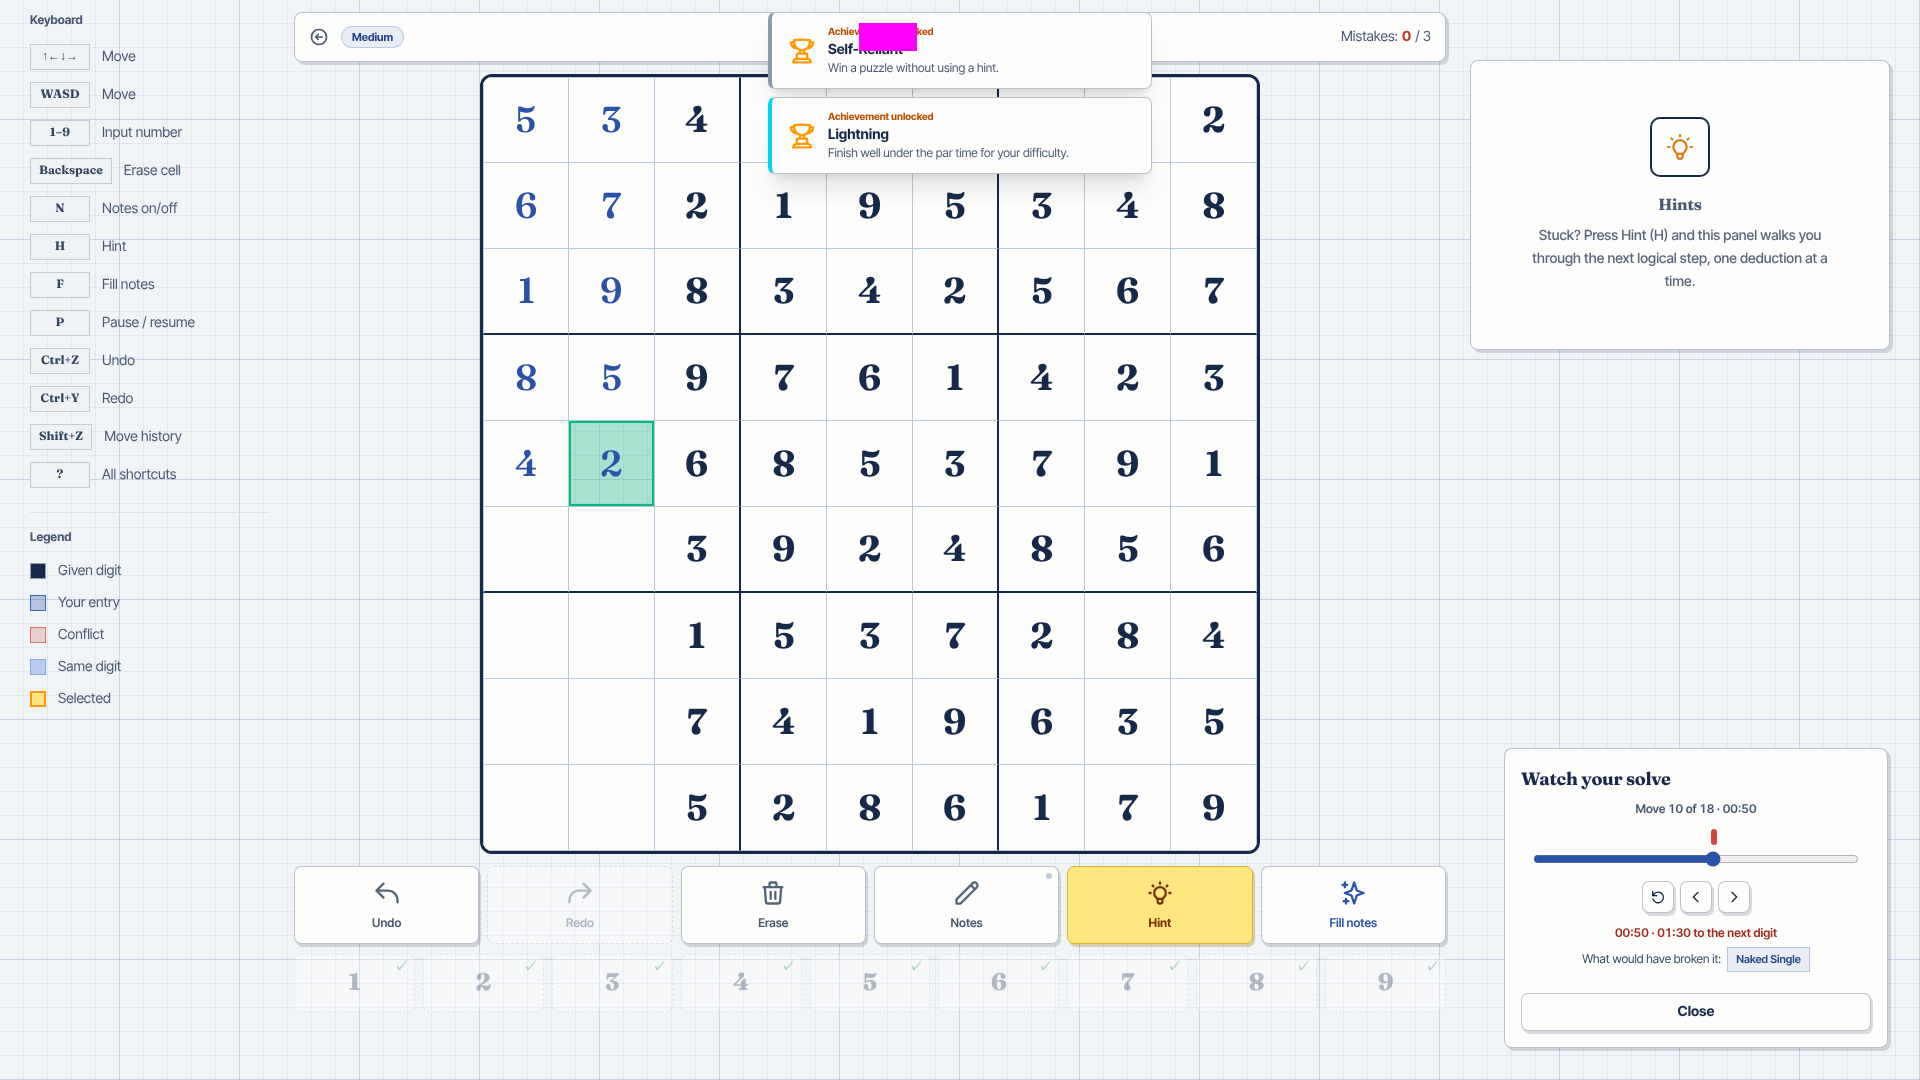 Keyboard
↑←↓→ Move
WASD Move
1–9 Input number
Backspace Erase cell
N Notes on/off
H Hint
F Fill notes
P Pause / resume
Ctrl+Z Undo
Ctrl+Y Redo
Shift+Z Move history
? All shortcuts
Legend
Given digit
Your entry
Conflict
Same digit
Selected
Medium
Mistakes: 0 / 3
Win a puzzle without using a hint.
Achievement unlocked
Lightning
Finish well under the par time for your difficulty.
5 3 4 2
6 7 2 1 9 5 3 4 8
1 9 8 3 4 2 5 6 7
8 5 9 7 6 1 4 2 3
4 2 6 8 5 3 7 9 1
3 9 2 4 8 5 6
1 5 3 7 2 8 4
7 4 1 9 6 3 5
5 2 8 6 1 7 9
Undo
Redo
Erase
Notes
Hint
Fill notes
1 2 3 4 5 6 7 8 9
Hints
Stuck? Press Hint (H) and this panel walks you
through the next logical step, one deduction at a
time.
Watch your solve
Move 10 of 18 · 00:50
00:50 · 01:30 to the next digit
What would have broken it: Naked Single
Close